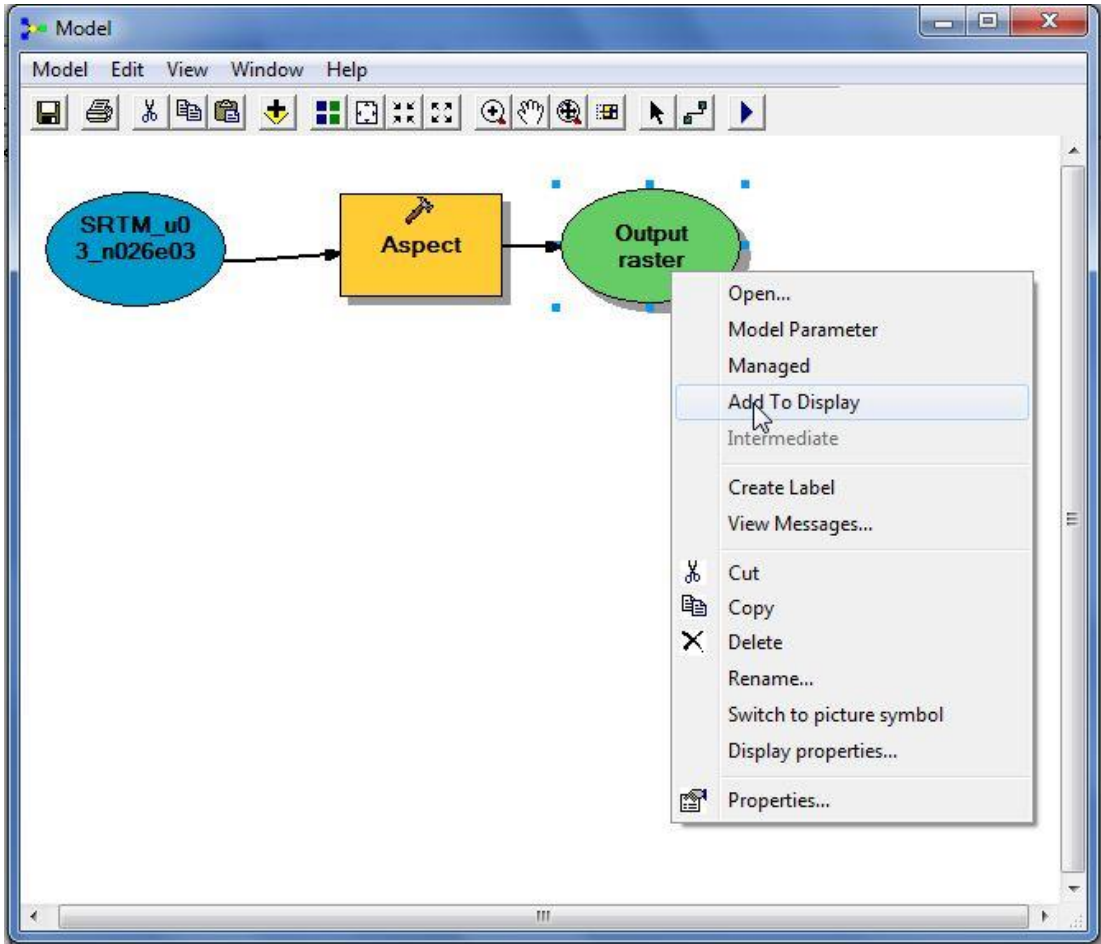 Model
Model Edit View Window Help
SRTM_u0
3_n026e03
Aspect
Output
raster
Open...
Model Parameter
Managed
Add To Display
Intermediate
Create Label
View Messages...
Cut
Copy
Delete
Rename...
Switch to picture symbol
Display properties...
Properties...